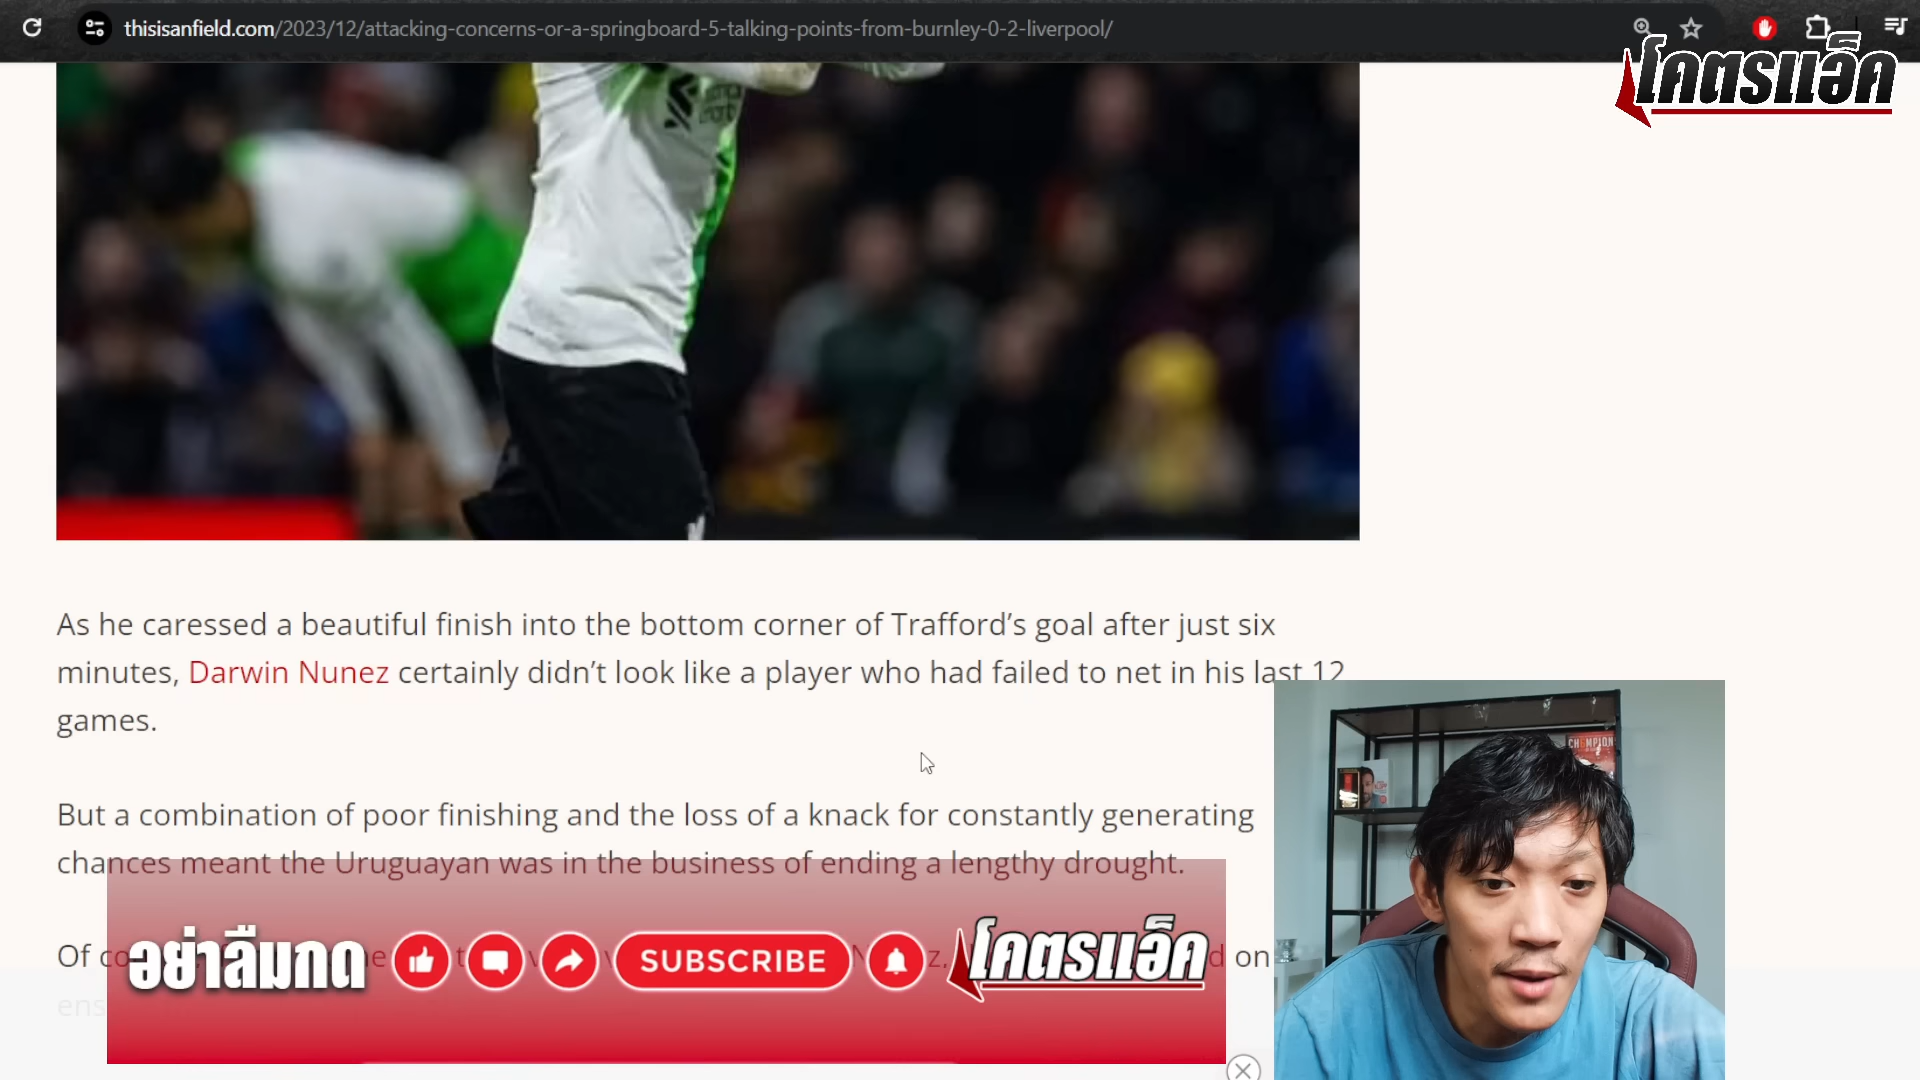 thisisanfield.com/2023/12/attacking-concerns-or-a-springboard-5-talking-points-from-burnley-0-2-liverpool/
โคตรแอ็ค
As he caressed a beautiful finish into the bottom corner of Trafford’s goal after just six
minutes, Darwin Nunez certainly didn’t look like a player who had failed to net in his last 12
games.
But a combination of poor finishing and the loss of a knack for constantly generating
chances meant the Uruguayan was in the business of ending a lengthy drought.
Of
on
อย่าลืมกด SUBSCRIBE โคตรแอ็ค
CHAMPION